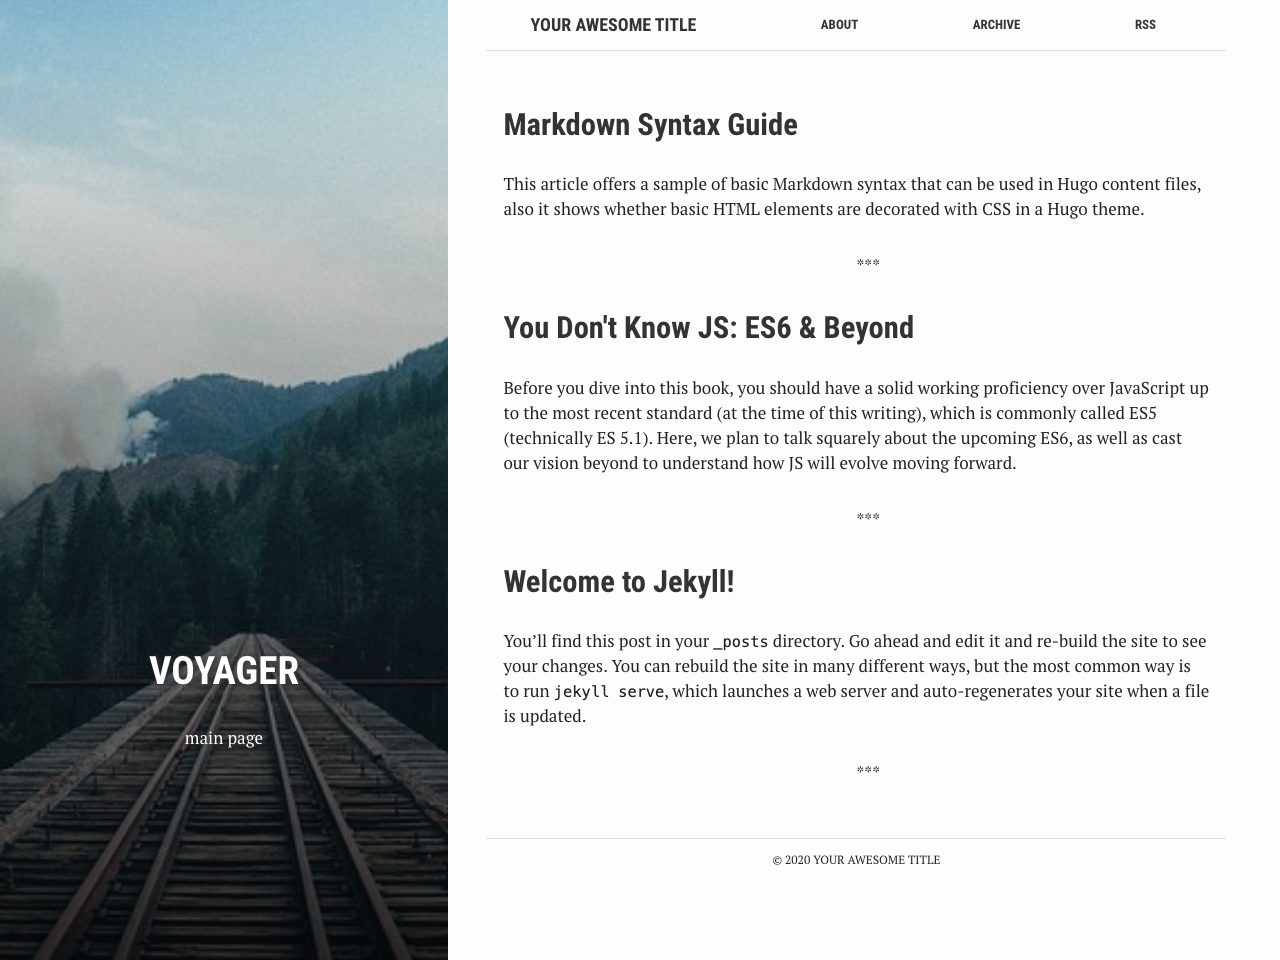 VOYAGER
main page
YOUR AWESOME TITLE
ABOUT
ARCHIVE
RSS
Markdown Syntax Guide
This article offers a sample of basic Markdown syntax that can be used in Hugo content files,
also it shows whether basic HTML elements are decorated with CSS in a Hugo theme.
***
You Don't Know JS: ES6 & Beyond
Before you dive into this book, you should have a solid working proficiency over JavaScript up
to the most recent standard (at the time of this writing), which is commonly called ES5
(technically ES 5.1). Here, we plan to talk squarely about the upcoming ES6, as well as cast
our vision beyond to understand how JS will evolve moving forward.
***
Welcome to Jekyll!
You’ll find this post in your _posts directory. Go ahead and edit it and re-build the site to see
your changes. You can rebuild the site in many different ways, but the most common way is
to run jekyll serve, which launches a web server and auto-regenerates your site when a file
is updated.
***
© 2020 YOUR AWESOME TITLE